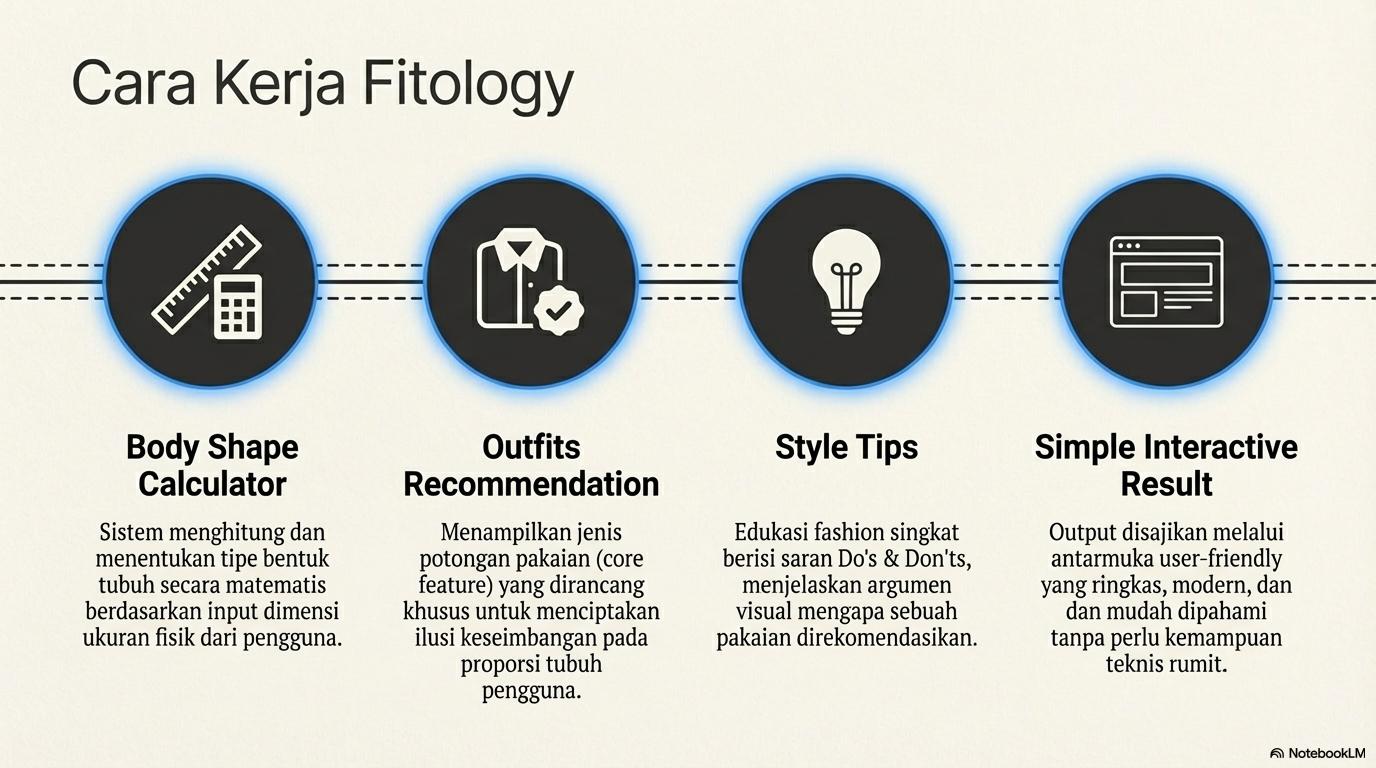 Cara Kerja Fitology
Body Shape
Calculator
Sistem menghitung dan
menentukan tipe bentuk
tubuh secara matematis
berdasarkan input dimensi
ukuran fisik dari pengguna.
Outfits
Recommendation
Menampilkan jenis
potongan pakaian (core
feature) yang dirancang
khusus untuk menciptakan
ilusi keseimbangan pada
proporsi tubuh
pengguna.
Style Tips
Edukasi fashion singkat
berisi saran Do's & Don'ts,
menjelaskan argumen
visual mengapa sebuah
pakaian direkomendasikan.
Simple Interactive
Result
Output disajikan melalui
antarmuka user-friendly
yang ringkas, modern, dan
dan mudah dipahami
tanpa perlu kemampuan
teknis rumit.
NotebookLM